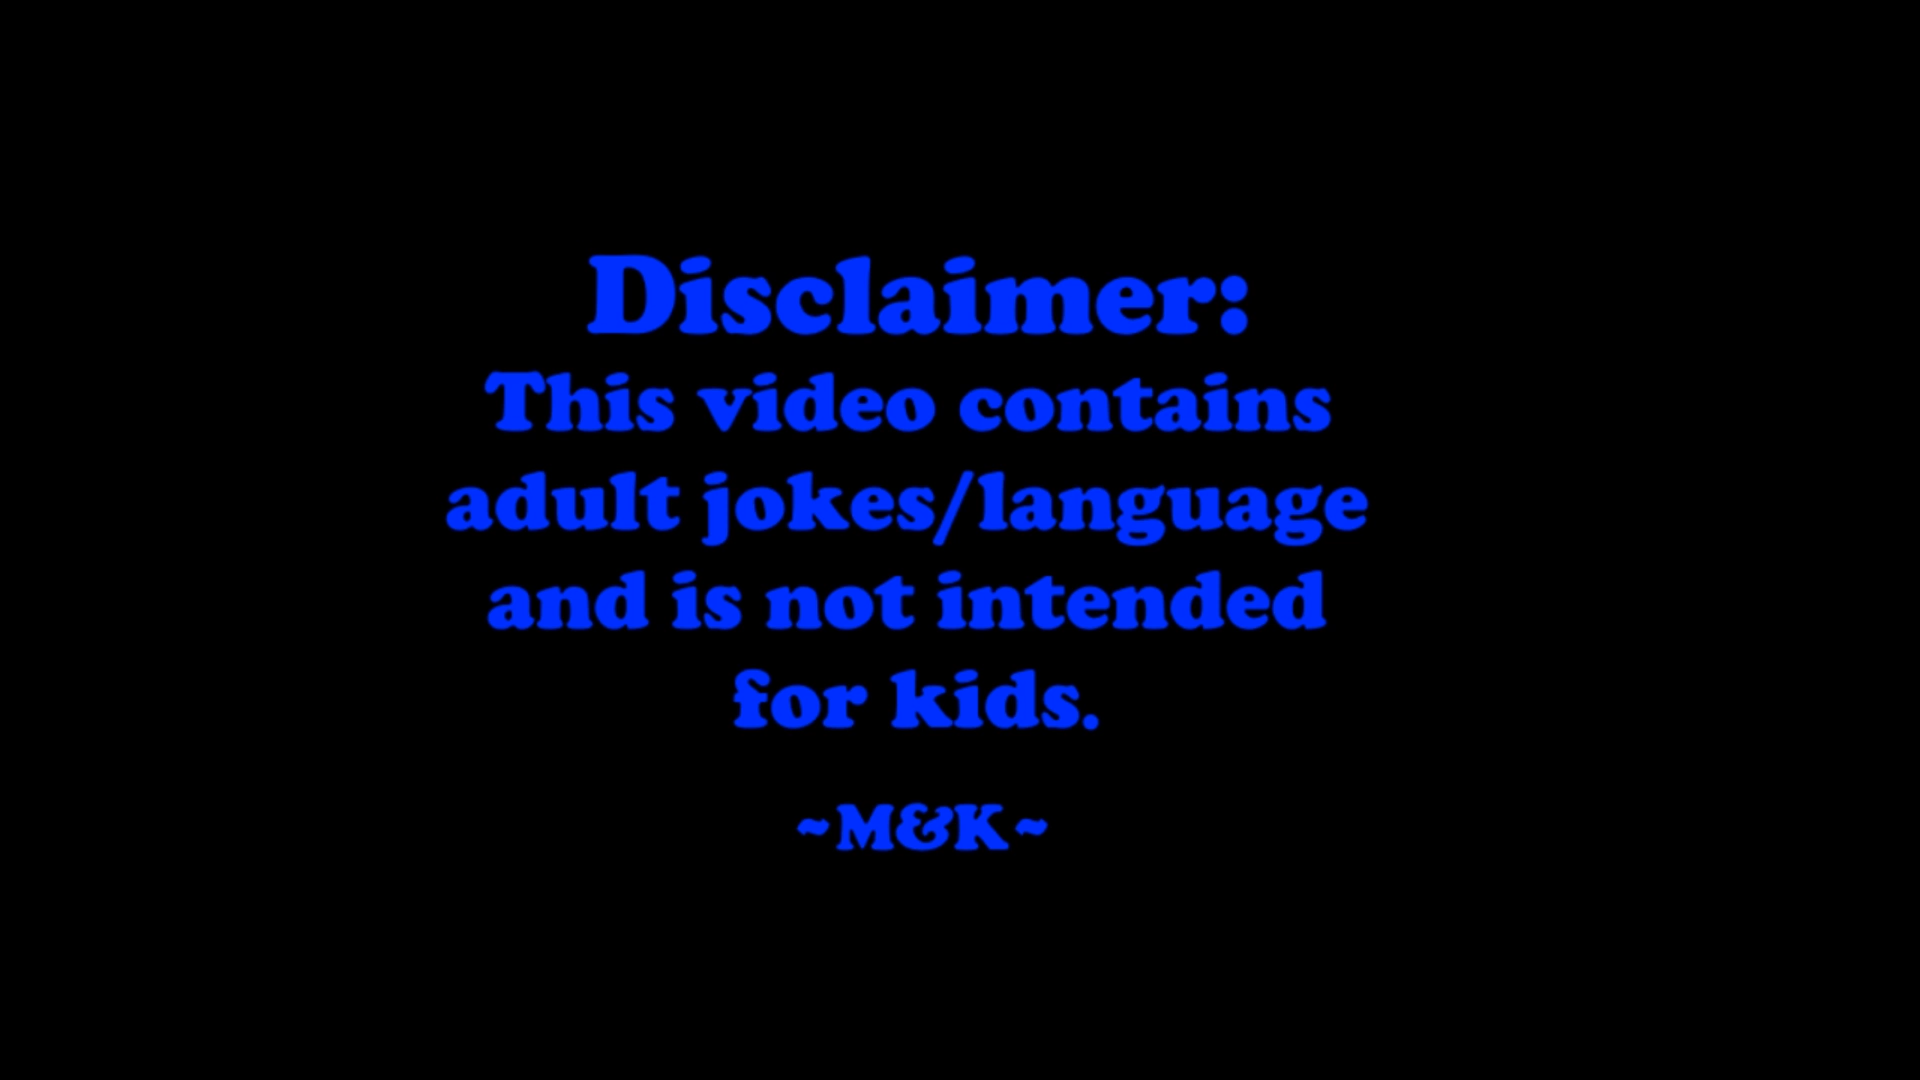 Disclaimer:
This video contains
adult jokes/language
and is not intended
for kids.
~M&K~